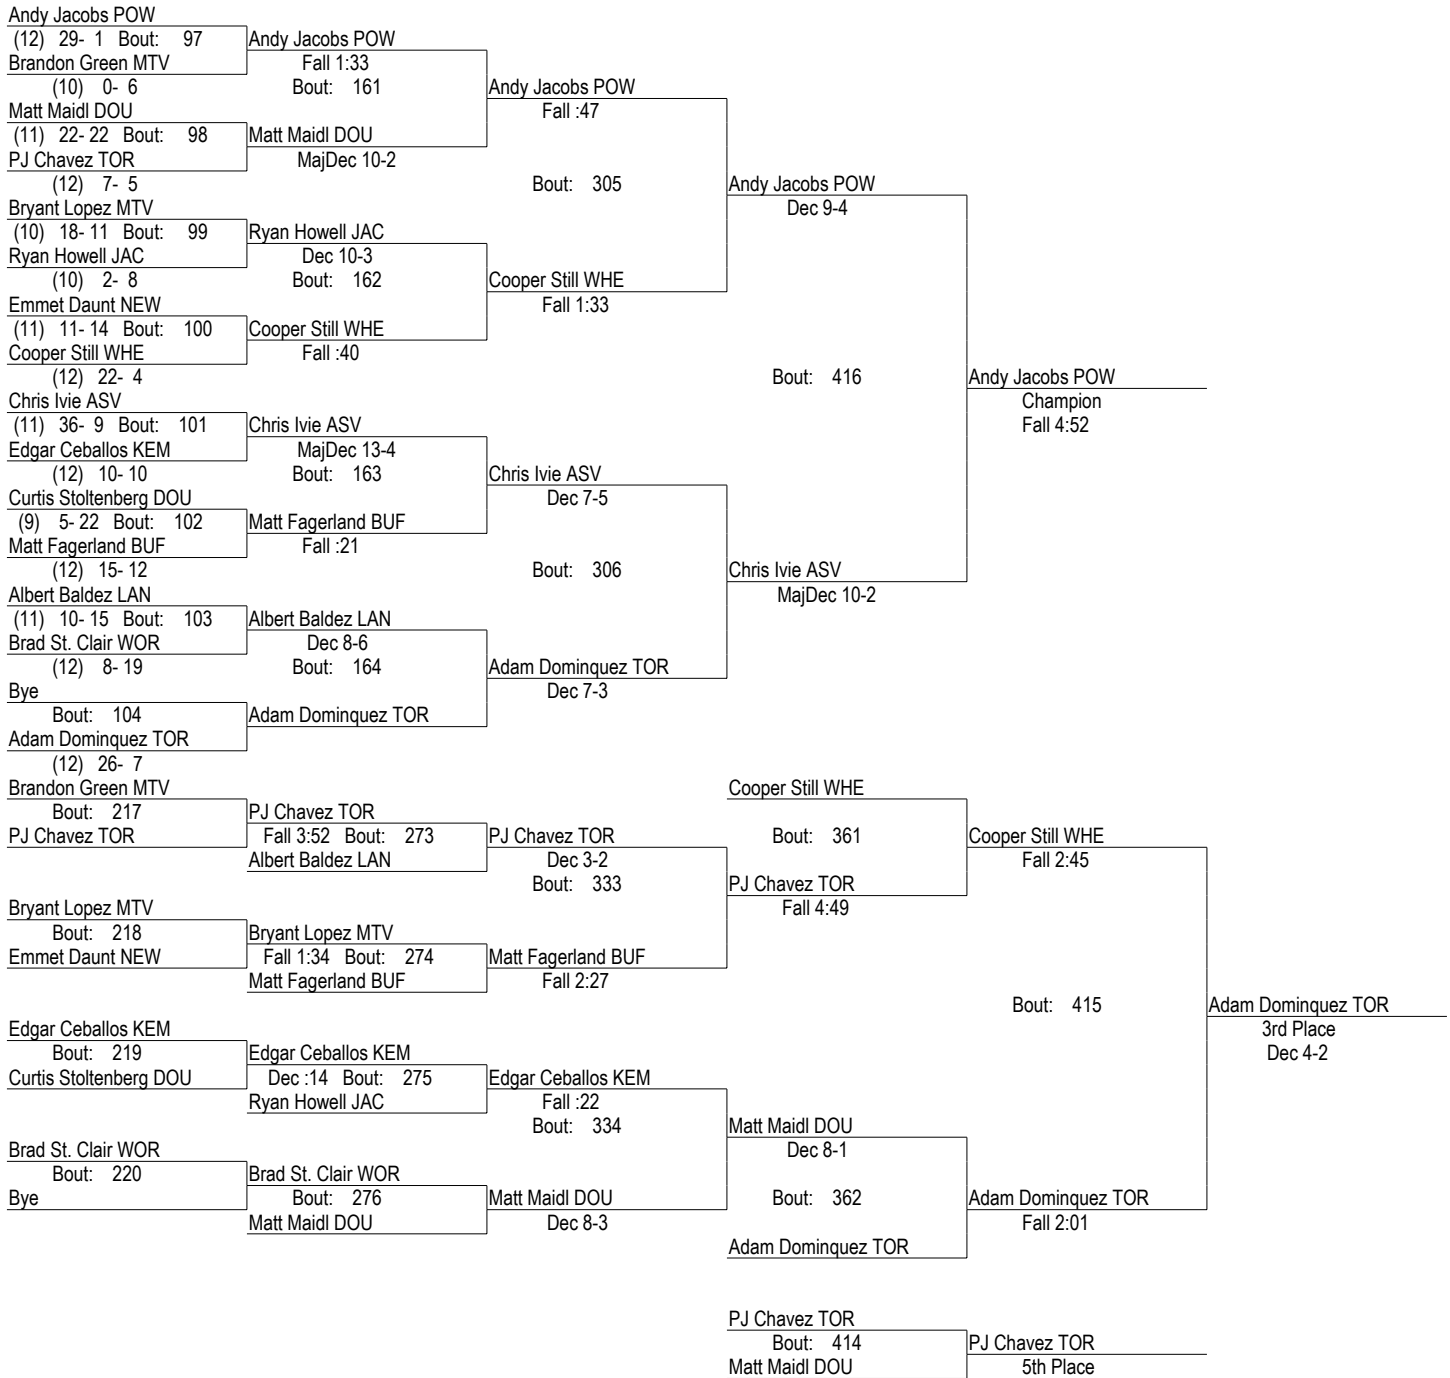 Andy Jacobs POW
(12) 29- 1 Bout: 97 Andy Jacobs POW
Brandon Green MTV Fall 1:33
(10) 0- 6 Bout: 161 Andy Jacobs POW
Matt Maidl DOU Fall :47
(11) 22- 22 Bout: 98 Matt Maidl DOU
PJ Chavez TOR MajDec 10-2
(12) 7- 5 Bout: 305 Andy Jacobs POW
Bryant Lopez MTV Dec 9-4
(10) 18- 11 Bout: 99 Ryan Howell JAC
Ryan Howell JAC Dec 10-3
(10) 2- 8 Bout: 162 Cooper Still WHE
Emmet Daunt NEW Fall 1:33
(11) 11- 14 Bout: 100 Cooper Still WHE
Cooper Still WHE Fall :40
(12) 22- 4 Bout: 416 Andy Jacobs POW
Chris Ivie ASV Champion
(11) 36- 9 Bout: 101 Chris Ivie ASV Fall 4:52
Edgar Ceballos KEM MajDec 13-4
(12) 10- 10 Bout: 163 Chris Ivie ASV
Curtis Stoltenberg DOU Dec 7-5
(9) 5- 22 Bout: 102 Matt Fagerland BUF
Matt Fagerland BUF Fall :21
(12) 15- 12 Bout: 306 Chris Ivie ASV
Albert Baldez LAN MajDec 10-2
(11) 10- 15 Bout: 103 Albert Baldez LAN
Brad St. Clair WOR Dec 8-6
(12) 8- 19 Bout: 164 Adam Dominquez TOR
Bye Dec 7-3
Bout: 104 Adam Dominquez TOR
Adam Dominquez TOR
(12) 26- 7
Brandon Green MTV Cooper Still WHE
Bout: 217 PJ Chavez TOR
PJ Chavez TOR Fall 3:52 Bout: 273 PJ Chavez TOR Bout: 361 Cooper Still WHE
Albert Baldez LAN Dec 3-2 Fall 2:45
Bout: 333 PJ Chavez TOR
Bryant Lopez MTV Fall 4:49
Bout: 218 Bryant Lopez MTV
Emmet Daunt NEW Fall 1:34 Bout: 274 Matt Fagerland BUF
Matt Fagerland BUF Fall 2:27
Bout: 415 Adam Dominquez TOR
Edgar Ceballos KEM 3rd Place
Bout: 219 Edgar Ceballos KEM Dec 4-2
Curtis Stoltenberg DOU Dec :14 Bout: 275 Edgar Ceballos KEM
Ryan Howell JAC Fall :22
Bout: 334 Matt Maidl DOU
Brad St. Clair WOR Dec 8-1
Bout: 220 Brad St. Clair WOR
Bye Bout: 276 Matt Maidl DOU Bout: 362 Adam Dominquez TOR
Matt Maidl DOU Dec 8-3 Fall 2:01
Adam Dominquez TOR
PJ Chavez TOR
Bout: 414 PJ Chavez TOR
Matt Maidl DOU 5th Place